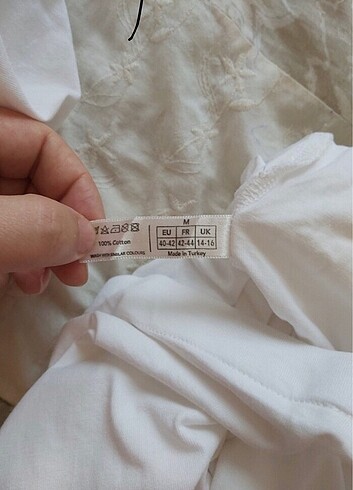 100% Cotton
WASH WITH SIMILAR COLOURS
M
EU FR UK
40-42 42-44 14-16
Made in Turkey